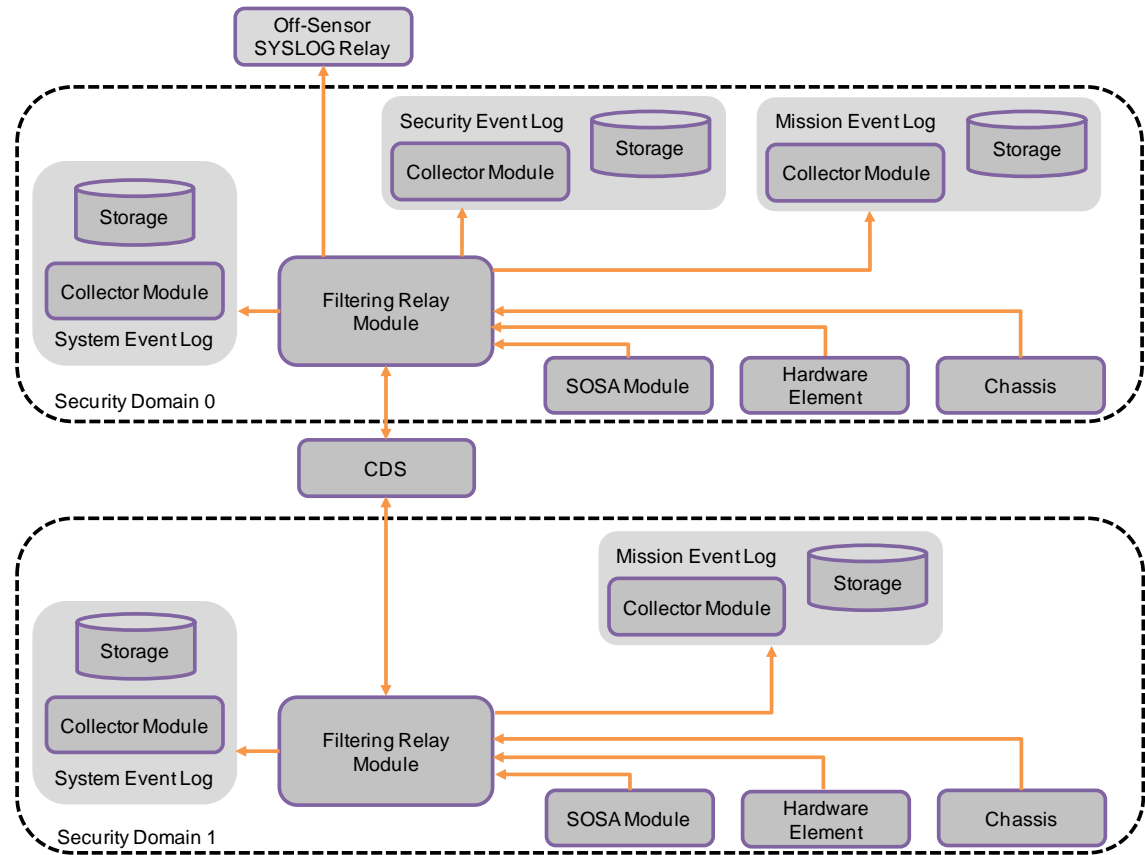 Off-Sensor
SYSLOG Relay
Security Event Log
Collector Module
Storage
Mission Event Log
Collector Module
Storage
Storage
Collector Module
System Event Log
Filtering Relay
Module
SOSA Module
Hardware
Element
Chassis
Security Domain 0
CDS
Mission Event Log
Collector Module
Storage
Storage
Collector Module
System Event Log
Filtering Relay
Module
SOSA Module
Hardware
Element
Chassis
Security Domain 1